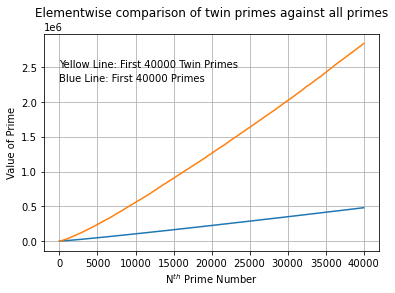 Elementwise comparison of twin primes against all primes
1e6
Yellow Line: First 40000 Twin Primes
Blue Line: First 40000 Primes
2.5
2.0
1.5
1.0
0.5
0.0
Value of Prime
0 5000 10000 15000 20000 25000 30000 35000 40000
N^{th} Prime Number